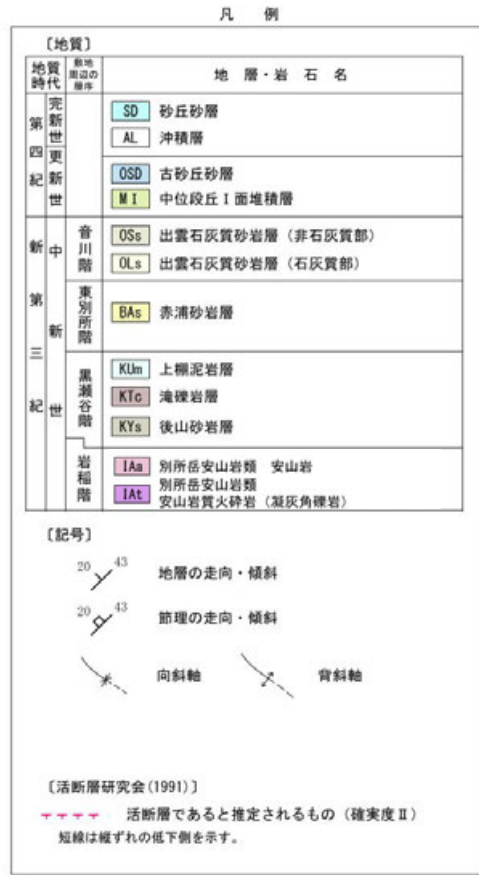 凡 例
〔地質〕
地質時代
敷地周辺の層序
地 層・岩 石 名
第四紀
完新世
更新世
SD 砂丘砂層
AL 沖積層
OSD 古砂丘砂層
MⅠ 中位段丘Ⅰ面堆積層
新第三紀
中新世
音川階
OSs 出雲石灰質砂岩層（非石灰質部）
OLs 出雲石灰質砂岩層（石灰質部）
東別所階
BAs 赤浦砂岩層
黒瀬谷階
KUm 上棚泥岩層
KTc 滝礫岩層
KYs 後山砂岩層
岩稲階
IAa 別所岳安山岩類 安山岩
IAt 別所岳安山岩類
安山岩質火砕岩（凝灰角礫岩）
〔記号〕
20 43 地層の走向・傾斜
20 43 節理の走向・傾斜
向斜軸 背斜軸
〔活断層研究会(1991)〕
活断層であると推定されるもの（確実度Ⅱ）
短線は縦ずれの低下側を示す。